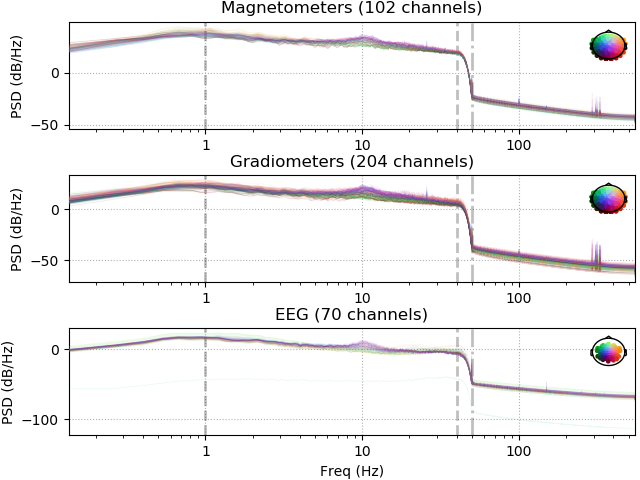 Magnetometers (102 channels)
PSD (dB/Hz)
0
−50
1
10
100
Gradiometers (204 channels)
PSD (dB/Hz)
0
−50
1
10
100
EEG (70 channels)
PSD (dB/Hz)
0
−100
1
10
100
Freq (Hz)